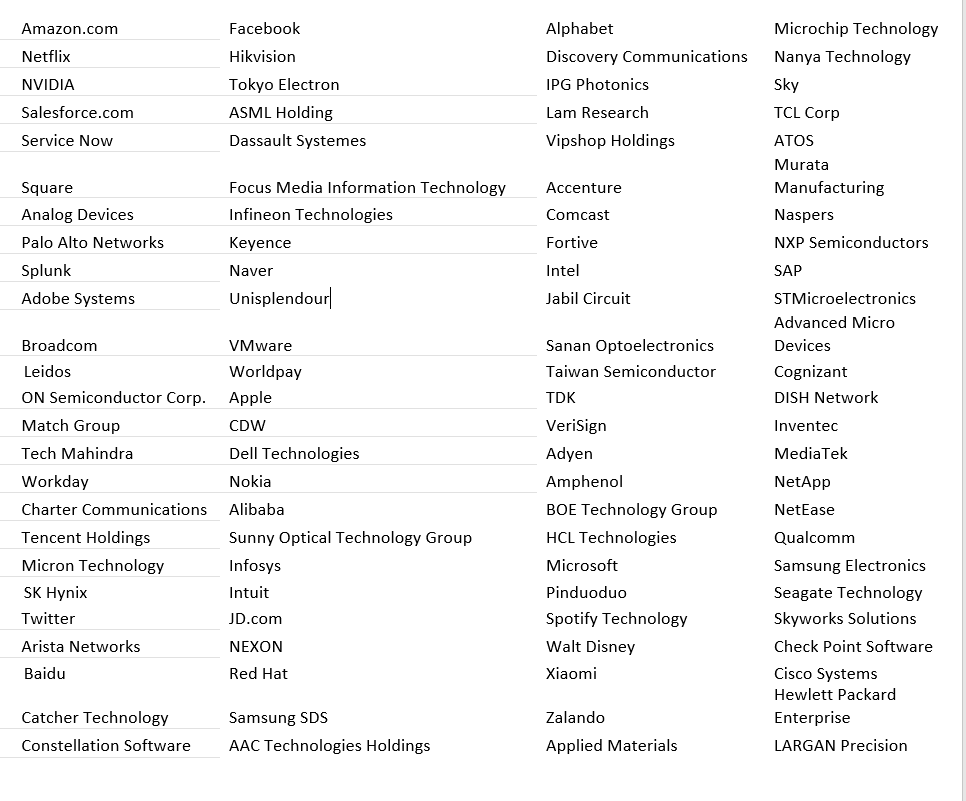 Amazon.com Facebook Alphabet Microchip Technology
Netflix Hikvision Discovery Communications Nanya Technology
NVIDIA Tokyo Electron IPG Photonics Sky
Salesforce.com ASML Holding Lam Research TCL Corp
Service Now Dassault Systemes Vipshop Holdings ATOS
Murata
Square Focus Media Information Technology Accenture Manufacturing
Analog Devices Infineon Technologies Comcast Naspers
Palo Alto Networks Keyence Fortive NXP Semiconductors
Splunk Naver Intel SAP
Adobe Systems Unisplendour Jabil Circuit STMicroelectronics
Advanced Micro
Broadcom VMware Sanan Optoelectronics Devices
Leidos Worldpay Taiwan Semiconductor Cognizant
ON Semiconductor Corp. Apple TDK DISH Network
Match Group CDW VeriSign Inventec
Tech Mahindra Dell Technologies Adyen MediaTek
Workday Nokia Amphenol NetApp
Charter Communications Alibaba BOE Technology Group NetEase
Tencent Holdings Sunny Optical Technology Group HCL Technologies Qualcomm
Micron Technology Infosys Microsoft Samsung Electronics
SK Hynix Intuit Pinduoduo Seagate Technology
Twitter JD.com Spotify Technology Skyworks Solutions
Arista Networks NEXON Walt Disney Check Point Software
Baidu Red Hat Xiaomi Cisco Systems
Hewlett Packard
Catcher Technology Samsung SDS Zalando Enterprise
Constellation Software AAC Technologies Holdings Applied Materials LARGAN Precision